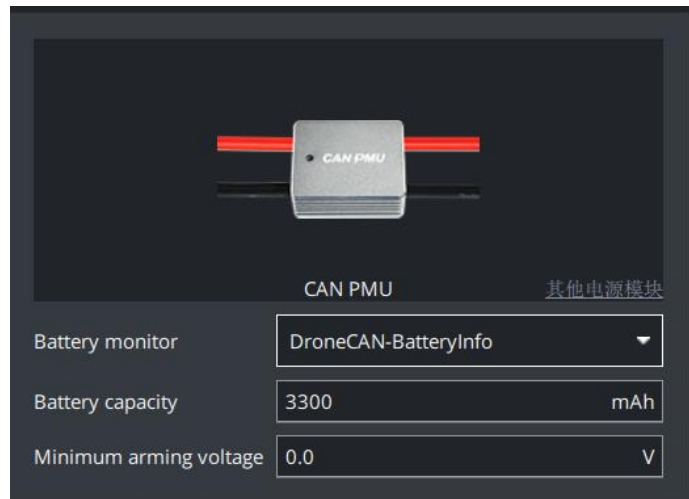 CAN PMU
CAN PMU
其他电源模块
Battery monitor
DroneCAN-BatteryInfo
Battery capacity
3300 mAh
Minimum arming voltage
0.0 V